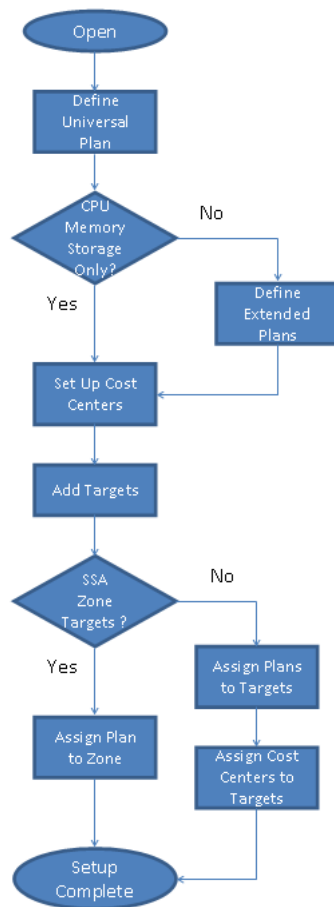 Open
Define
Universal
Plan
CPU
Memory
Storage
Only?
No
Yes
Define
Extended
Plans
Set Up Cost
Centers
Add Targets
SSA
Zone
Targets ?
No
Yes
Assign Plans
to Targets
Assign Plan
to Zone
Assign Cost
Centers to
Targets
Setup
Complete